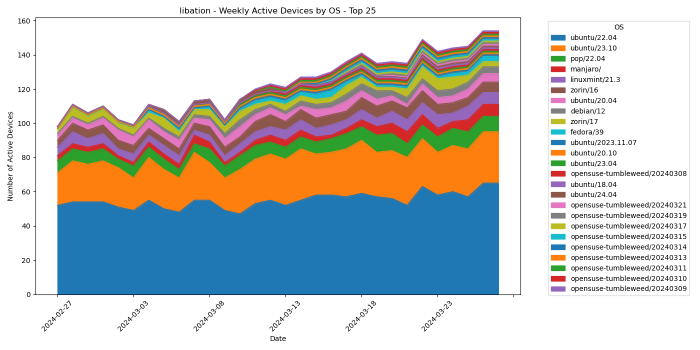 libation - Weekly Active Devices by OS - Top 25
160
140
120
100
80
60
40
20
0
Number of Active Devices
2024-02-27
2024-03-03
2024-03-08
2024-03-13
2024-03-18
2024-03-23
Date
OS
ubuntu/22.04
ubuntu/23.10
pop/22.04
manjaro/
linuxmint/21.3
zorin/16
ubuntu/20.04
debian/12
zorin/17
fedora/39
ubuntu/2023.11.07
ubuntu/20.10
ubuntu/23.04
opensuse-tumbleweed/20240308
ubuntu/18.04
ubuntu/24.04
opensuse-tumbleweed/20240321
opensuse-tumbleweed/20240319
opensuse-tumbleweed/20240317
opensuse-tumbleweed/20240315
opensuse-tumbleweed/20240314
opensuse-tumbleweed/20240313
opensuse-tumbleweed/20240311
opensuse-tumbleweed/20240310
opensuse-tumbleweed/20240309